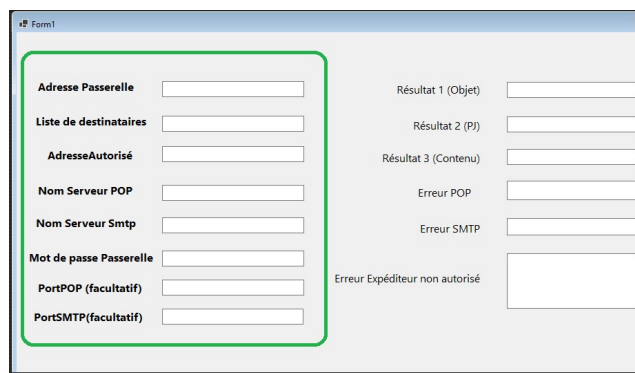 Form1
Adresse Passerelle
Liste de destinataires
AdresseAutorisé
Nom Serveur POP
Nom Serveur Smtp
Mot de passe Passerelle
PortPOP (facultatif)
PortSMTP(facultatif)
Résultat 1 (Objet)
Résultat 2 (PJ)
Résultat 3 (Contenu)
Erreur POP
Erreur SMTP
Erreur Expéditeur non autorisé